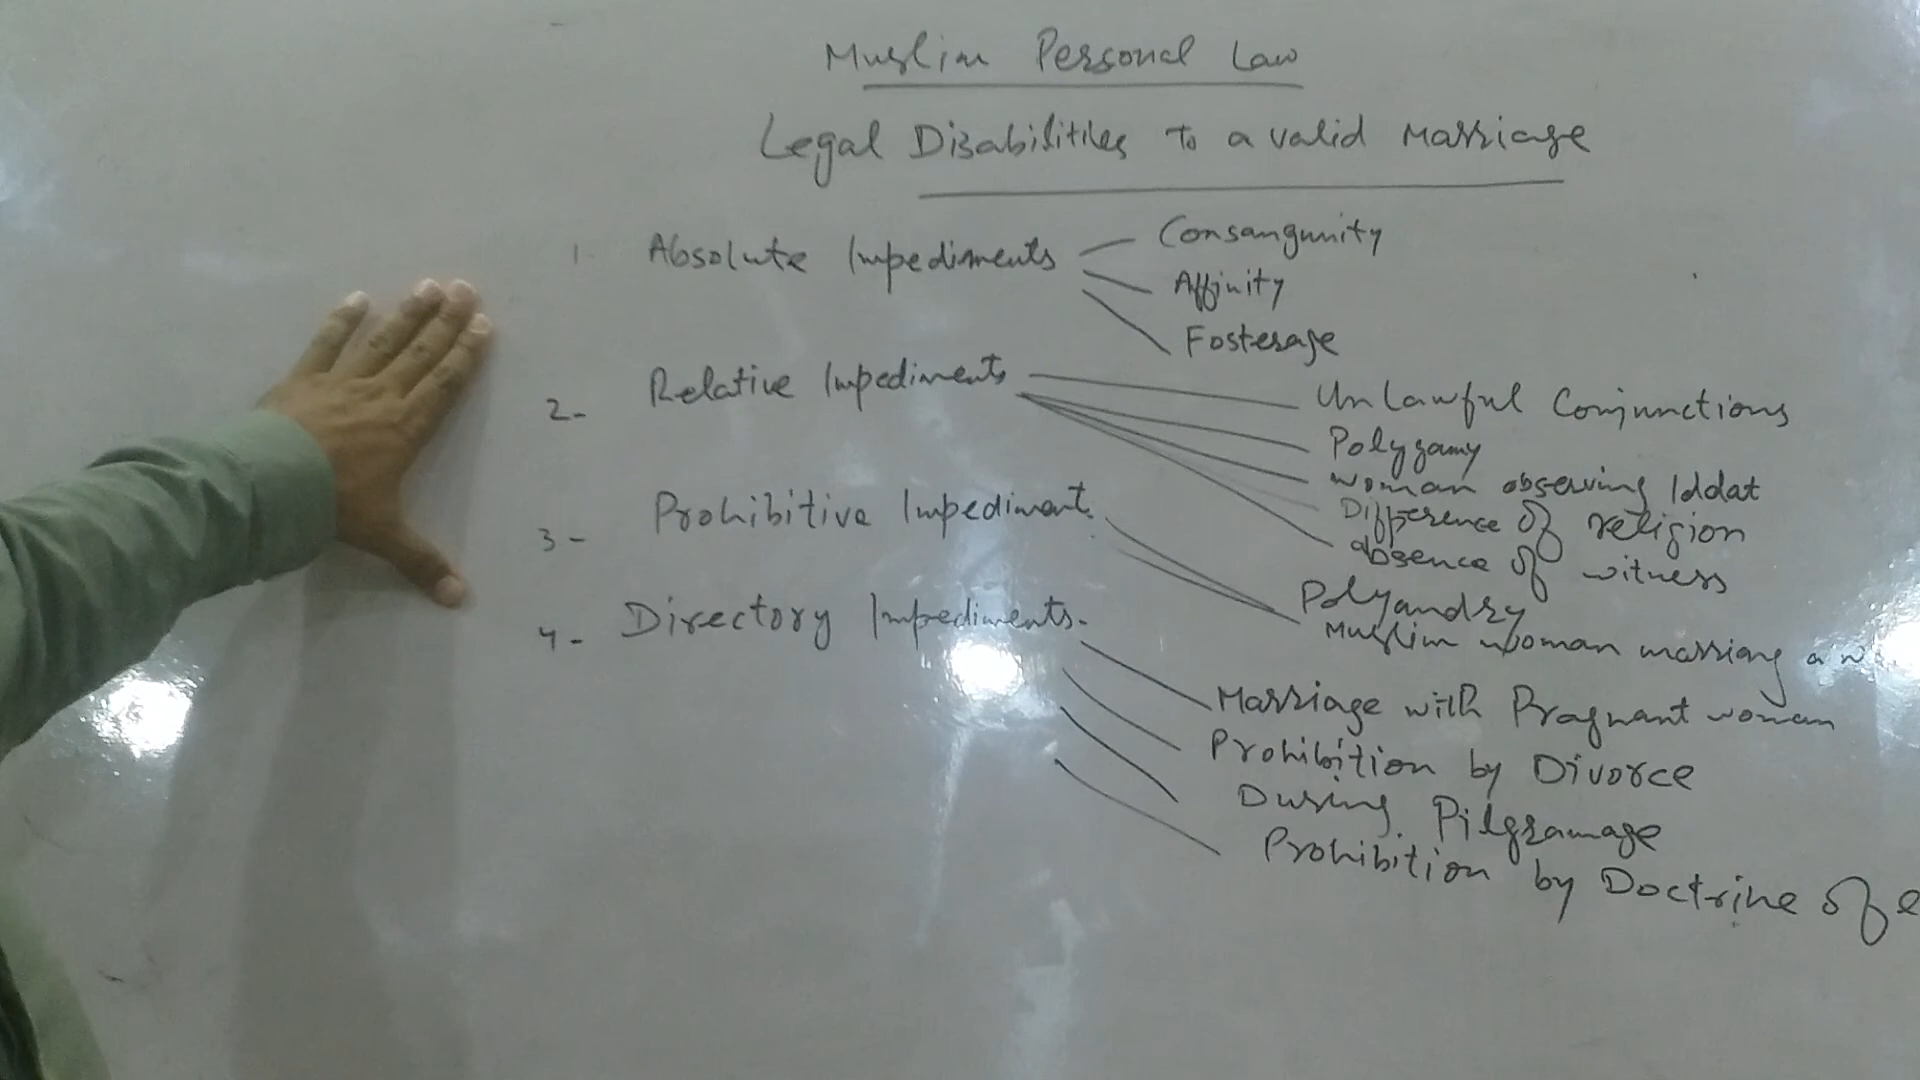 Muslim Personal Law
Legal Disabilities to a valid Marriage
1- Absolute Impediments
Consangunity
Affinity
Fosterage
2- Relative Impediments
Unlawful Conjunctions
Polygamy
woman observing Iddat
Difference of religion
absence of witness
3- Prohibitive Impediment
Polyandry
Muslim woman marriang a
4- Directory Impediments.
Marriage with Pragnant woman
Prohibition by Divorce
During Pilgramage
Prohibition by Doctrine of